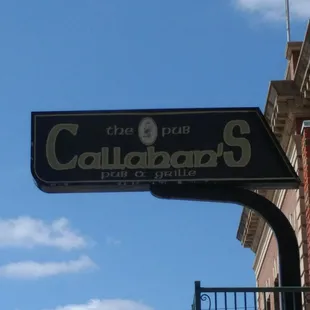 the pub
Callahan's
pub & grille